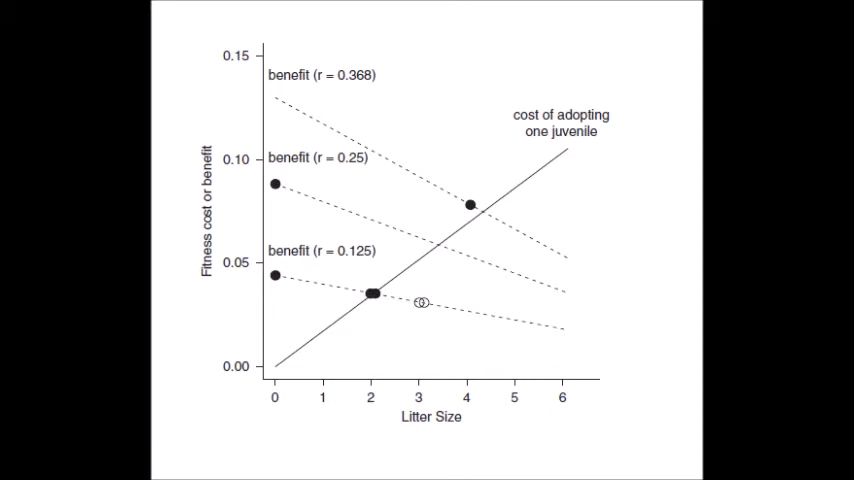 0.15
benefit (r = 0.368)
cost of adopting
one juvenile
0.10
benefit (r = 0.25)
Fitness cost or benefit
benefit (r = 0.125)
0.05
0.00
0 1 2 3 4 5 6
Litter Size